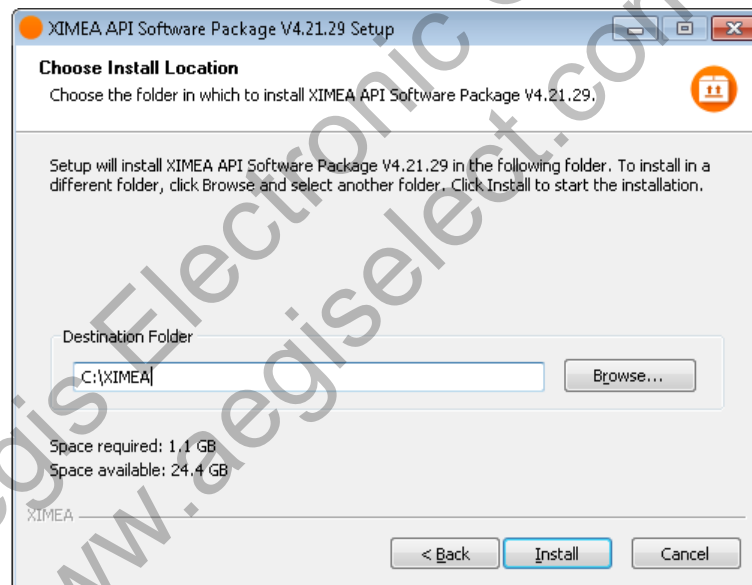 XIMEA API Software Package V4.21.29 Setup
Choose Install Location
Choose the folder in which to install XIMEA API Software Package V4.21.29.
Setup will install XIMEA API Software Package V4.21.29 in the following folder. To install in a
different folder, click Browse and select another folder. Click Install to start the installation.
Destination Folder
C:\XIMEA
Browse...
Space required: 1.1 GB
Space available: 24.4 GB
XIMEA
< Back
Install
Cancel
egis Electronic
www.aegiselect.com